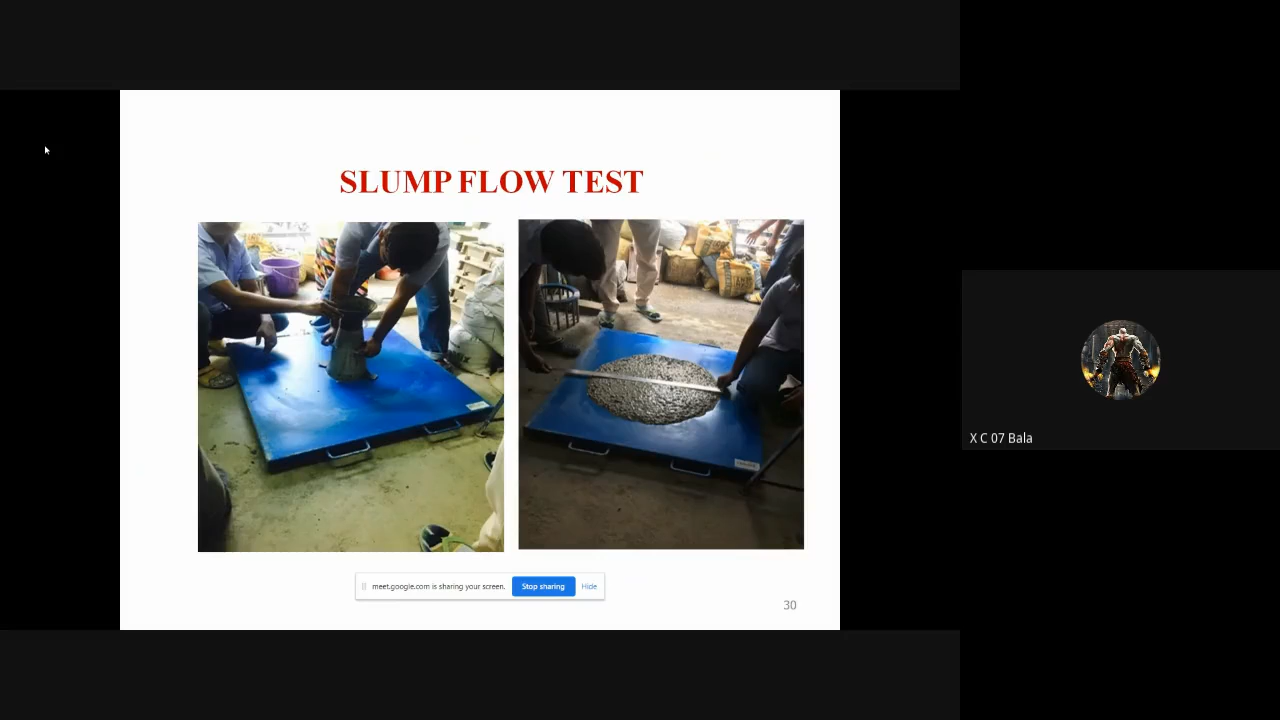 SLUMP FLOW TEST
meet.google.com is sharing your screen.
Stop sharing
Hide
30
X C 07 Bala